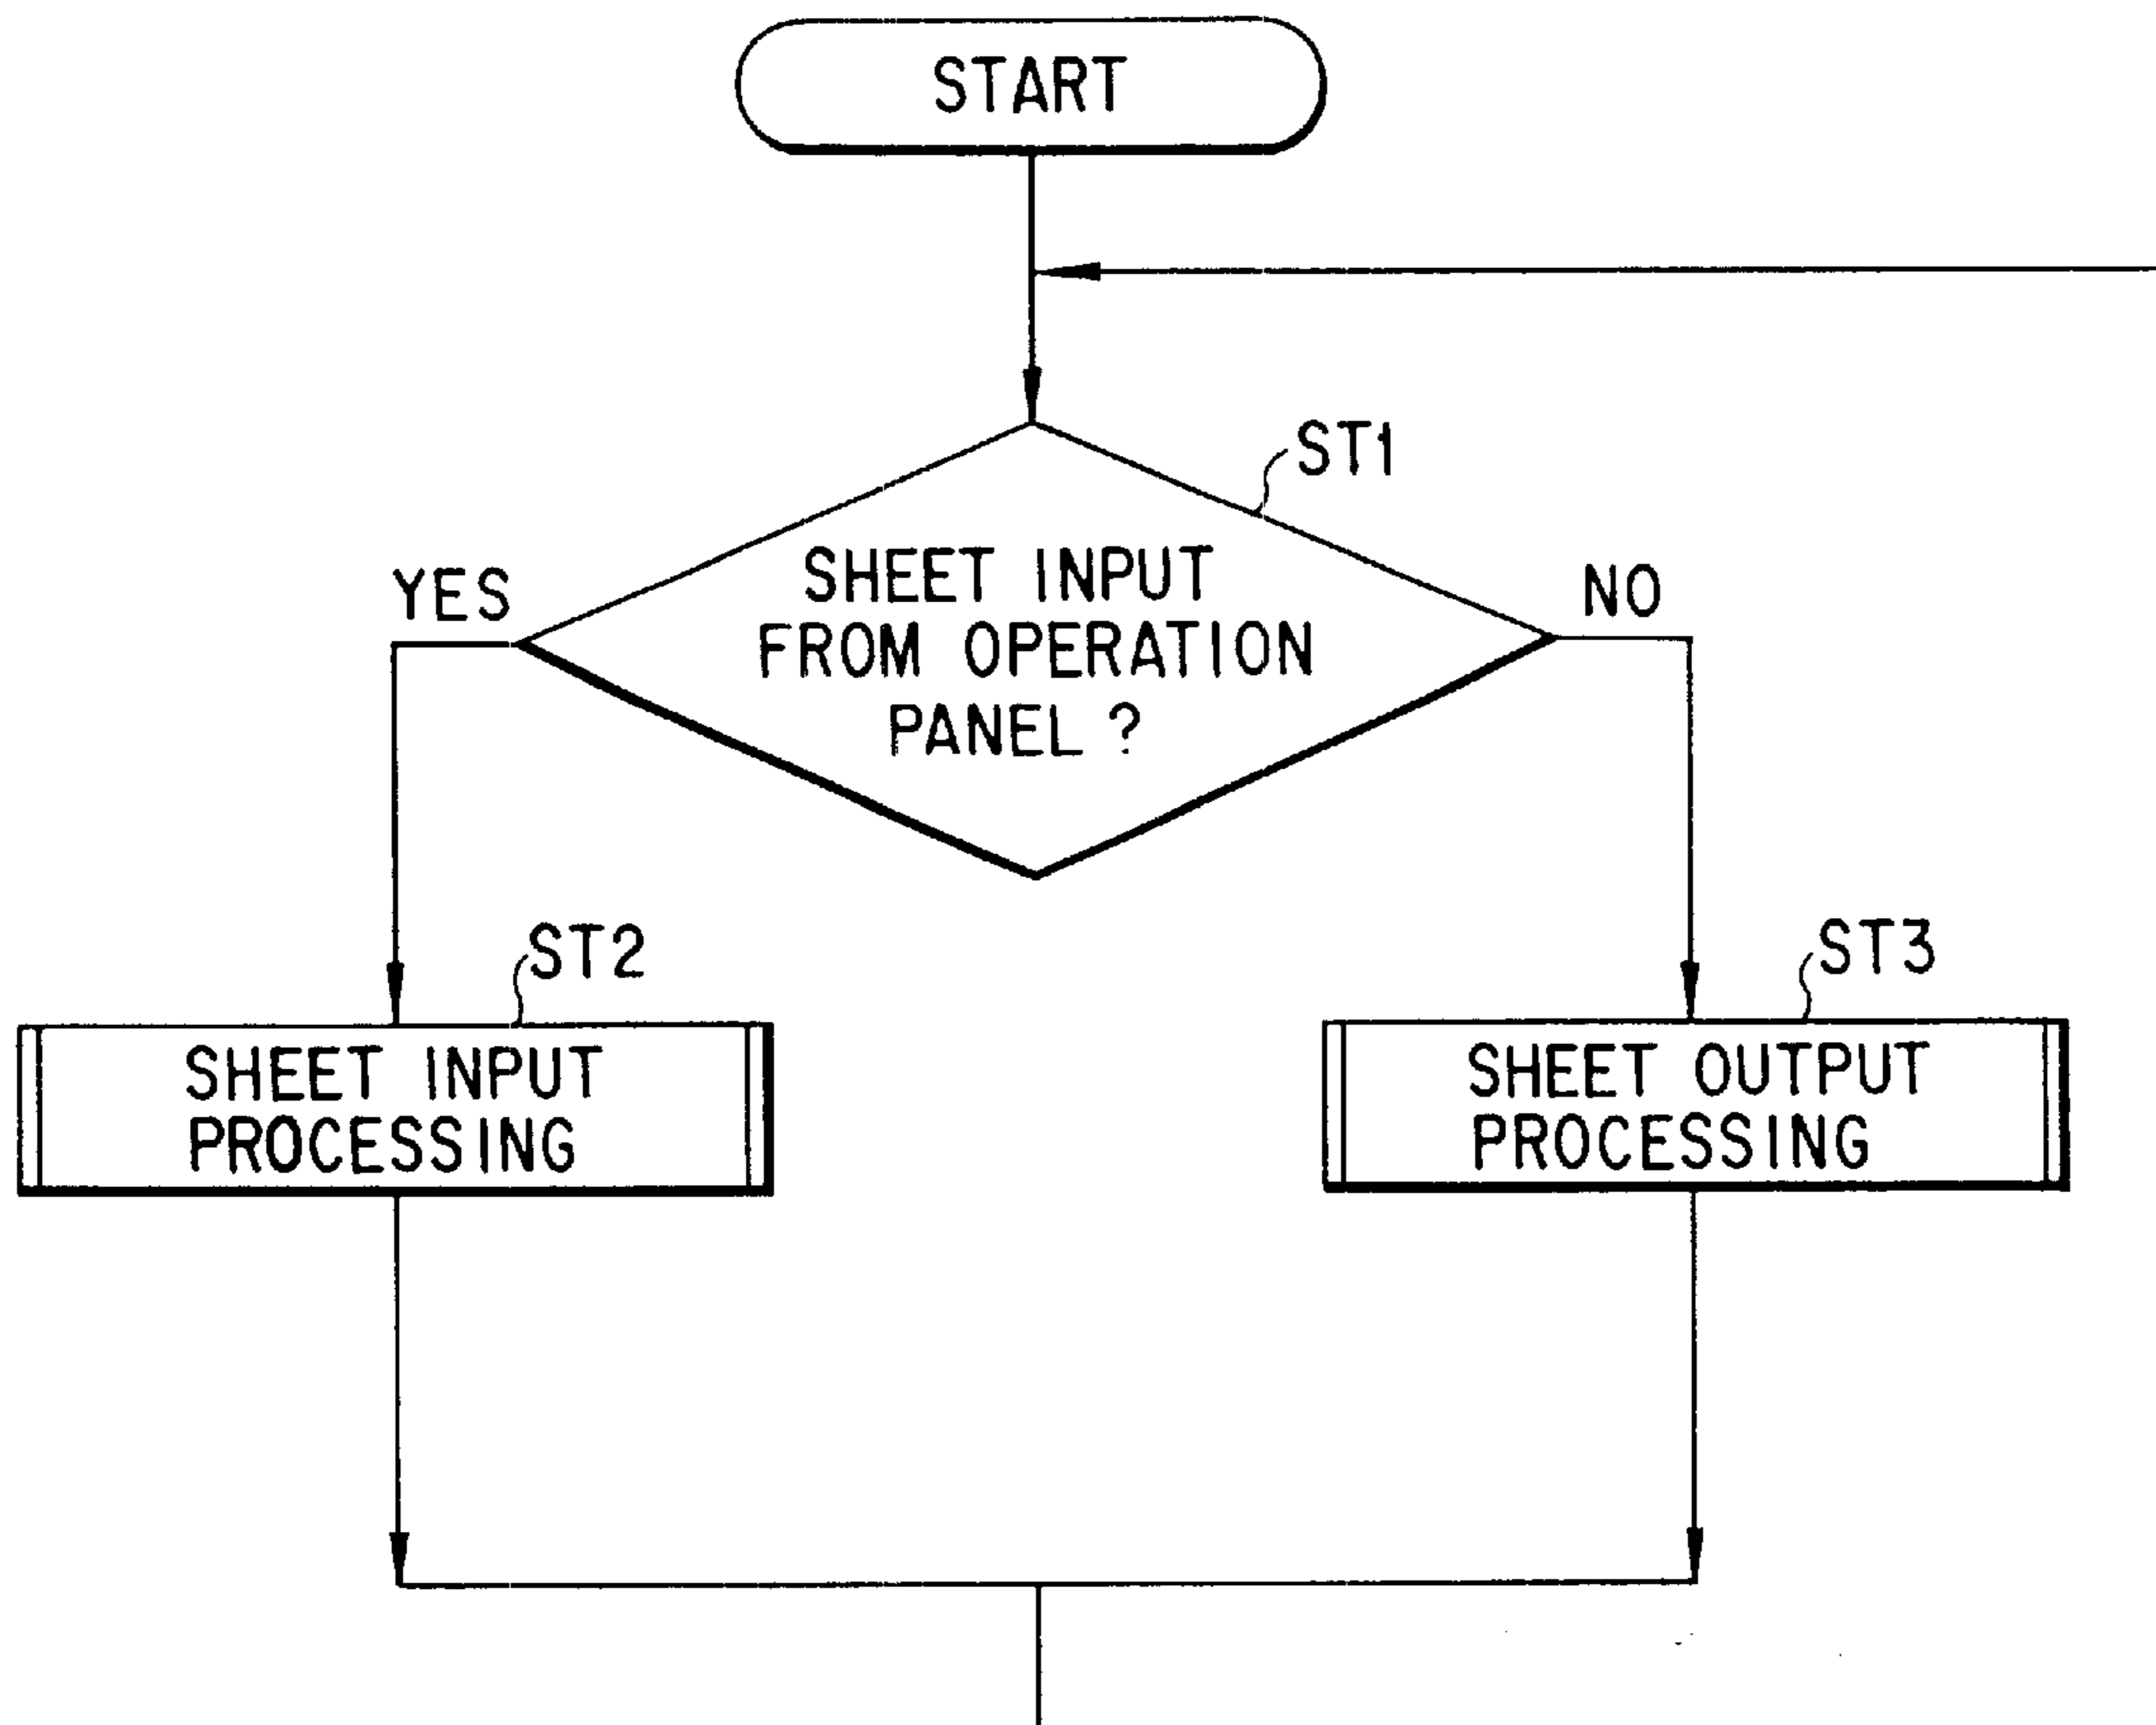 START
ST1
SHEET INPUT
FROM OPERATION
PANEL ?
YES
NO
ST2
SHEET INPUT
PROCESSING
ST3
SHEET OUTPUT
PROCESSING